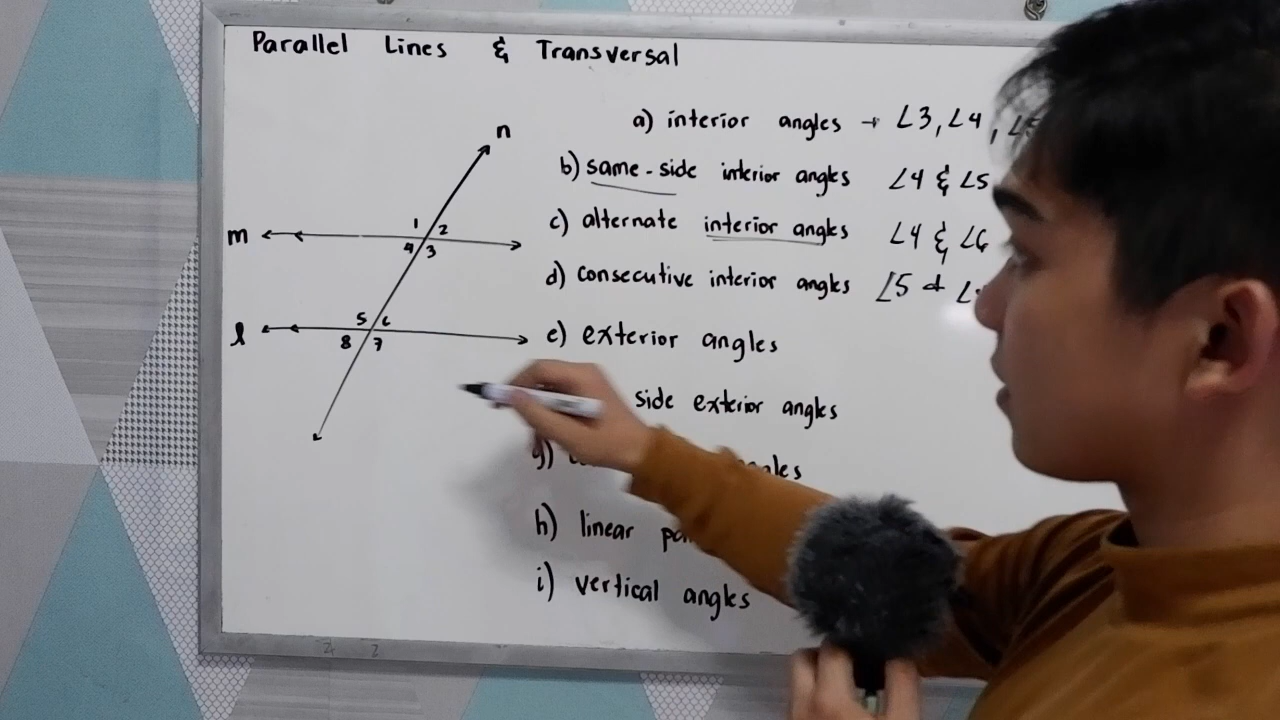 Parallel Lines & Transversal
n
a) interior angles → ∠3, ∠4, ∠5
b) same-side interior angles ∠4 & ∠5
1 2
m
c) alternate interior angles ∠4 & ∠6
4 3
d) consecutive interior angles ∠5 & ∠
5 6
l
8 7
e) exterior angles
side exterior angles
g)
h) linear
i) vertical angles